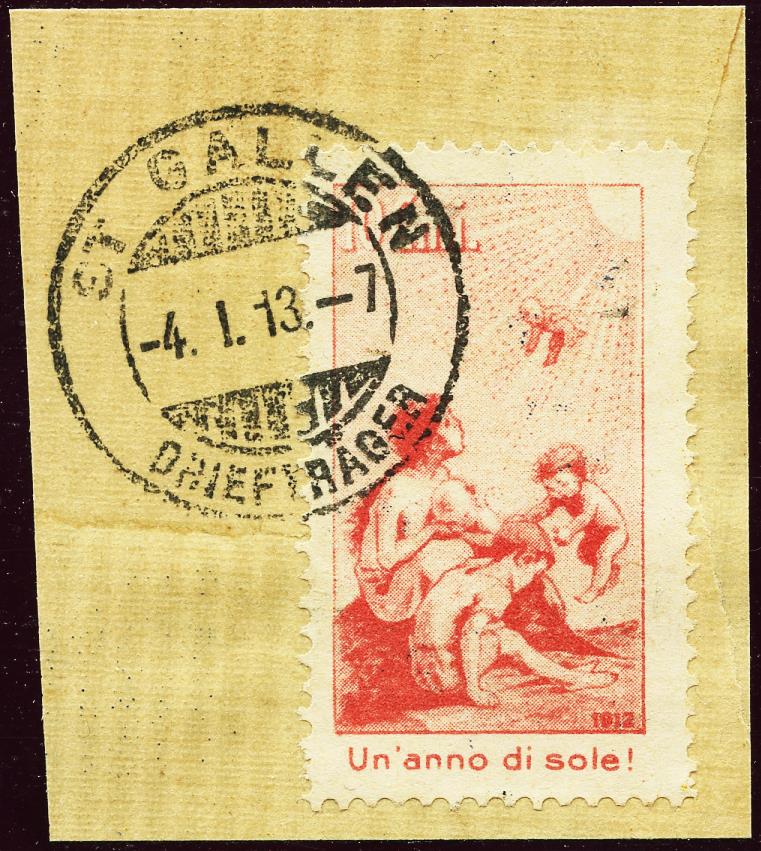 ST. GALLEN
-4. I. 13.-7
BRIEFTRÄGER
1912
Un'anno di sole!